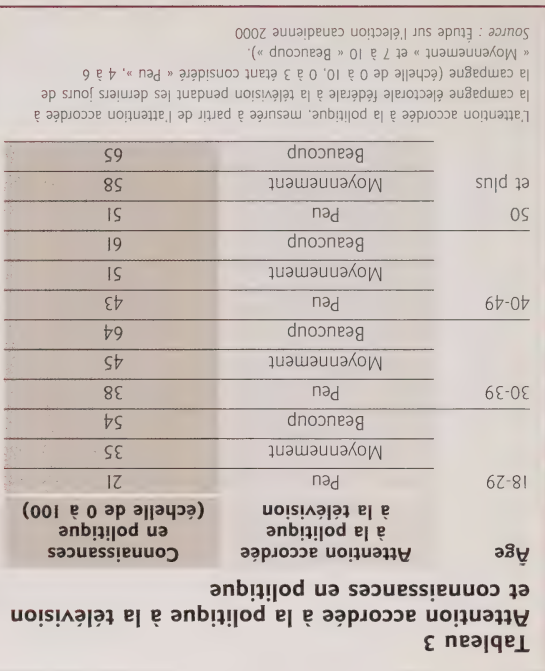 Tableau 3
Attention accordée à la politique à la télévision
et connaissances en politique
Âge
Attention accordée
à la politique
à la télévision
Connaissances
en politique
(échelle de 0 à 100)
18-29 Peu 21
Moyennement 35
Beaucoup 54
30-39 Peu 38
Moyennement 45
Beaucoup 64
40-49 Peu 43
Moyennement 51
Beaucoup 61
50 Peu 51
et plus Moyennement 58
Beaucoup 65
L'attention accordée à la politique, mesurée à partir de l'attention accordée à
la campagne électorale fédérale à la télévision pendant les derniers jours de
la campagne (échelle de 0 à 10, 0 à 3 étant considéré « Peu », 4 à 6
« Moyennement » et 7 à 10 « Beaucoup »).
Source : Étude sur l'élection canadienne 2000